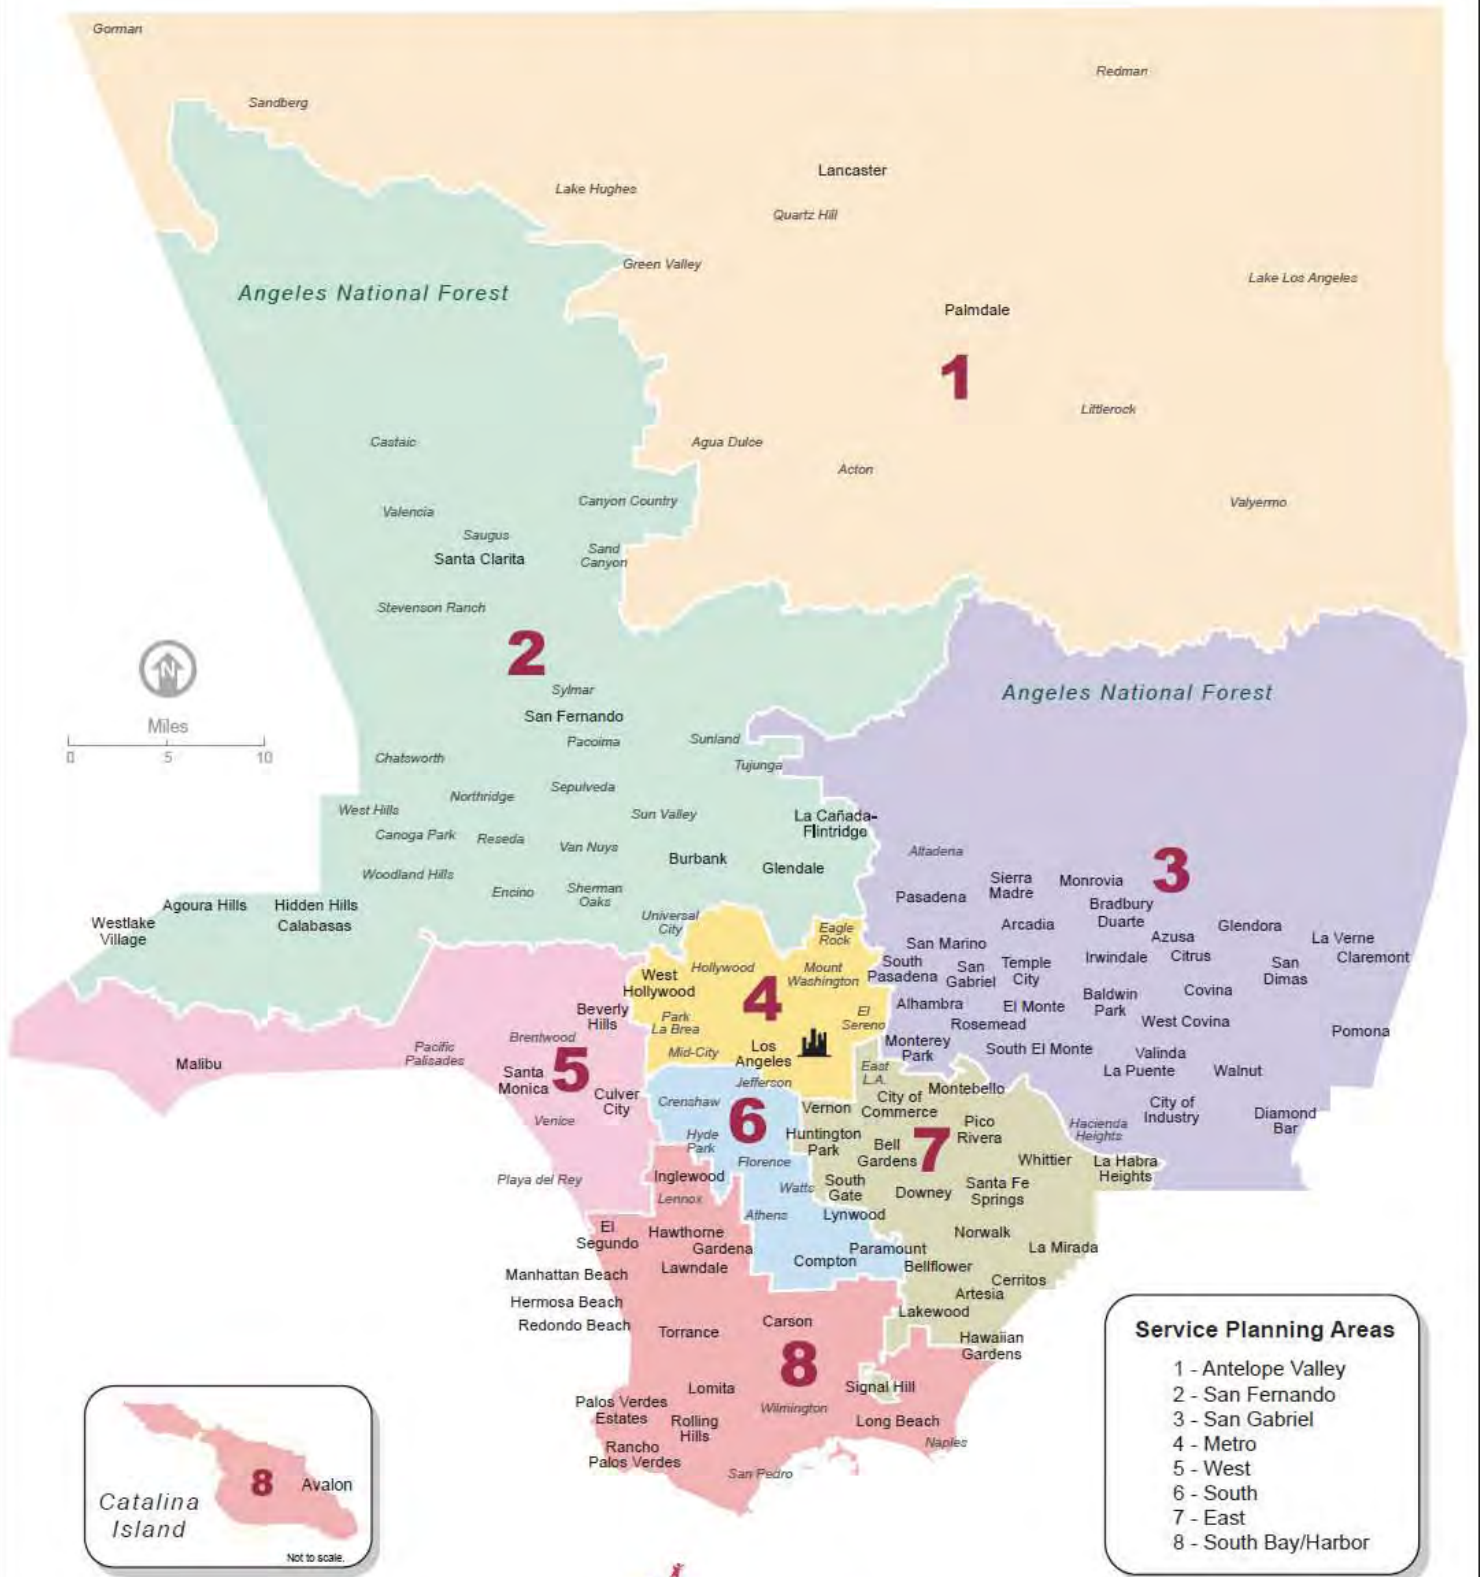 Gorman
Redman
Sandberg
Lancaster
Lake Hughes
Quartz Hill
Green Valley
Lake Los Angeles
Angeles National Forest
Palmdale
1
Littlerock
Castaic
Agua Dulce
Acton
Canyon Country
Valyermo
Valencia
Saugus
Santa Clarita
Sand
Canyon
Stevenson Ranch
2
N
Miles
0 5 10
Sylmar
San Fernando
Pacoima
Sunland
Tujunga
Angeles National Forest
Chatsworth
Sepulveda
Northridge
West Hills
Sun Valley
La Cañada-
Flintridge
Canoga Park
Reseda
Van Nuys
Burbank
Glendale
Woodland Hills
Encino
Sherman
Oaks
Universal
City
Agoura Hills
Hidden Hills
Calabasas
Westlake
Village
Altadena
3
Pasadena
Sierra
Madre
Monrovia
Bradbury
Duarte
Arcadia
Azusa
Glendora
La Verne
Claremont
San Marino
Irwindale
Citrus
South
Pasadena
San
Gabriel
Temple
City
San
Dimas
Alhambra
El Monte
Baldwin
Park
Covina
Rosemead
West Covina
Pomona
Monterey
Park
South El Monte
Valinda
La Puente
Walnut
City of
Industry
Diamond
Bar
Hacienda
Heights
Eagle
Rock
West
Hollywood
Hollywood
Mount
Washington
4
Park
La Brea
El
Sereno
Mid-City
Los
Angeles
Beverly
Hills
Brentwood
Pacific
Palisades
Malibu
Santa
Monica
5
Culver
City
Venice
Playa del Rey
Jefferson
Crenshaw
6
Hyde
Park
Florence
Watts
Athens
Lynwood
Compton
Paramount
East
L.A.
City of
Commerce
Montebello
Vernon
Huntington
Park
Bell
Gardens
7
Pico
Rivera
Whittier
La Habra
Heights
South
Gate
Downey
Santa Fe
Springs
Norwalk
La Mirada
Bellflower
Cerritos
Artesia
Lakewood
Hawaiian
Gardens
Inglewood
Lennox
El
Segundo
Hawthorne
Gardena
Lawndale
Manhattan Beach
Hermosa Beach
Redondo Beach
Torrance
Carson
8
Lomita
Signal Hill
Palos Verdes
Estates
Rolling
Hills
Wilmington
Long Beach
Rancho
Palos Verdes
Naples
San Pedro
8
Avalon
Catalina
Island
Not to scale.
Service Planning Areas
1 - Antelope Valley
2 - San Fernando
3 - San Gabriel
4 - Metro
5 - West
6 - South
7 - East
8 - South Bay/Harbor